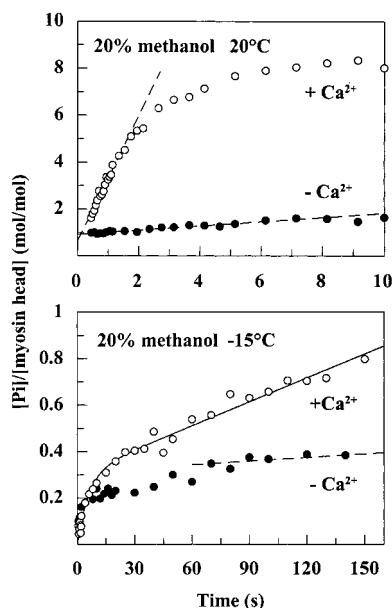 20% methanol 20°C
10
8
6
4
2
+ Ca²⁺
- Ca²⁺
0 2 4 6 8 10
[Pi]/[myosin head] (mol/mol)
1
20% methanol -15°C
0.8
0.6
0.4
0.2
+Ca²⁺
- Ca²⁺
0 30 60 90 120 150
Time (s)